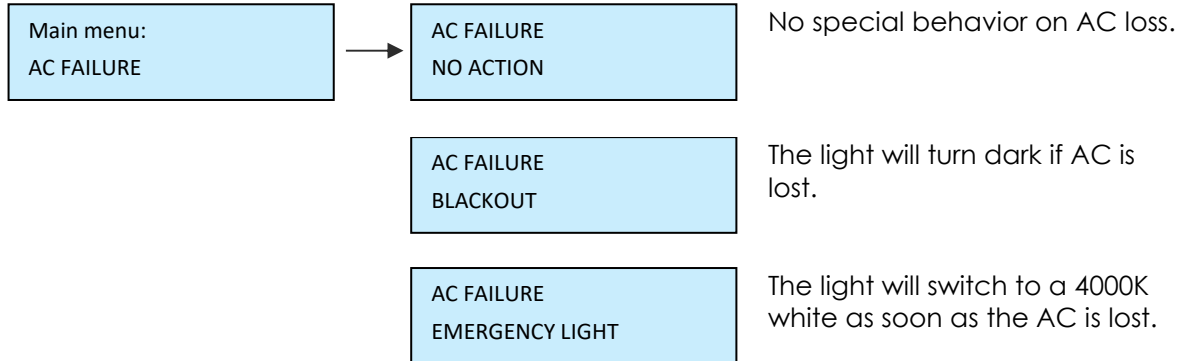 Main menu:
AC FAILURE
AC FAILURE
NO ACTION
No special behavior on AC loss.
AC FAILURE
BLACKOUT
The light will turn dark if AC is
lost.
AC FAILURE
EMERGENCY LIGHT
The light will switch to a 4000K
white as soon as the AC is lost.